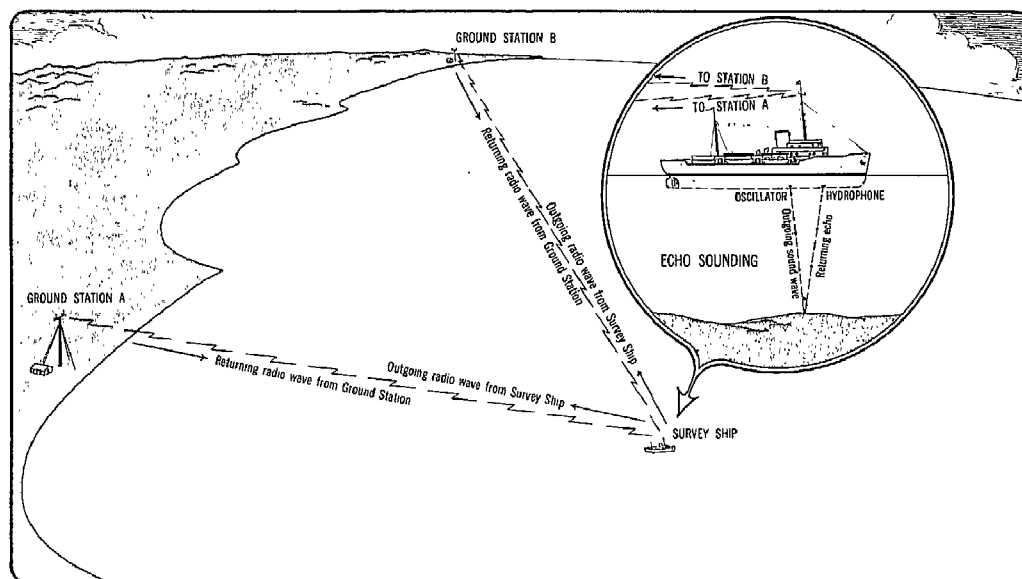 GROUND STATION B
TO STATION B
TO STATION A
OSCILLATOR
HYDROPHONE
Outgoing sound wave
Returning echo
ECHO SOUNDING
Returning radio wave from Ground Station
Outgoing radio wave from Survey Ship
GROUND STATION A
Outgoing radio wave from Survey Ship
Returning radio wave from Ground Station
SURVEY SHIP